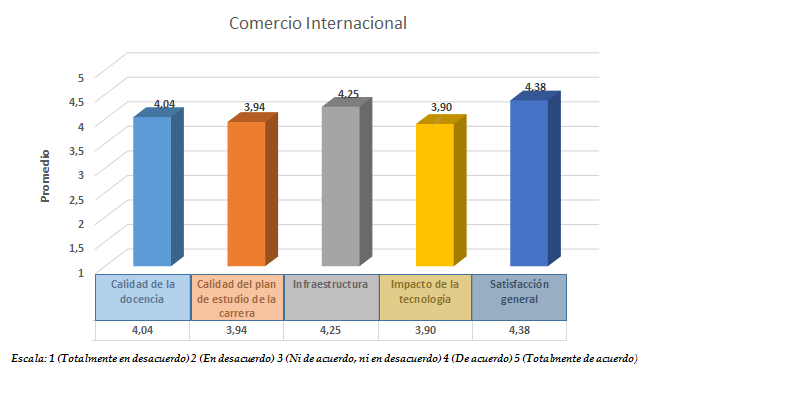 Comercio Internacional
5
4,5
4
3,5
3
2,5
2
1,5
1
Promedio
4,04
3,94
4,25
3,90
4,38
Calidad de la
docencia
Calidad del plan
de estudio de la
carrera
Infraestructura
Impacto de la
tecnología
Satisfacción
general
4,04 3,94 4,25 3,90 4,38
Escala: 1 (Totalmente en desacuerdo) 2 (En desacuerdo) 3 (Ni de acuerdo, ni en desacuerdo) 4 (De acuerdo) 5 (Totalmente de acuerdo)